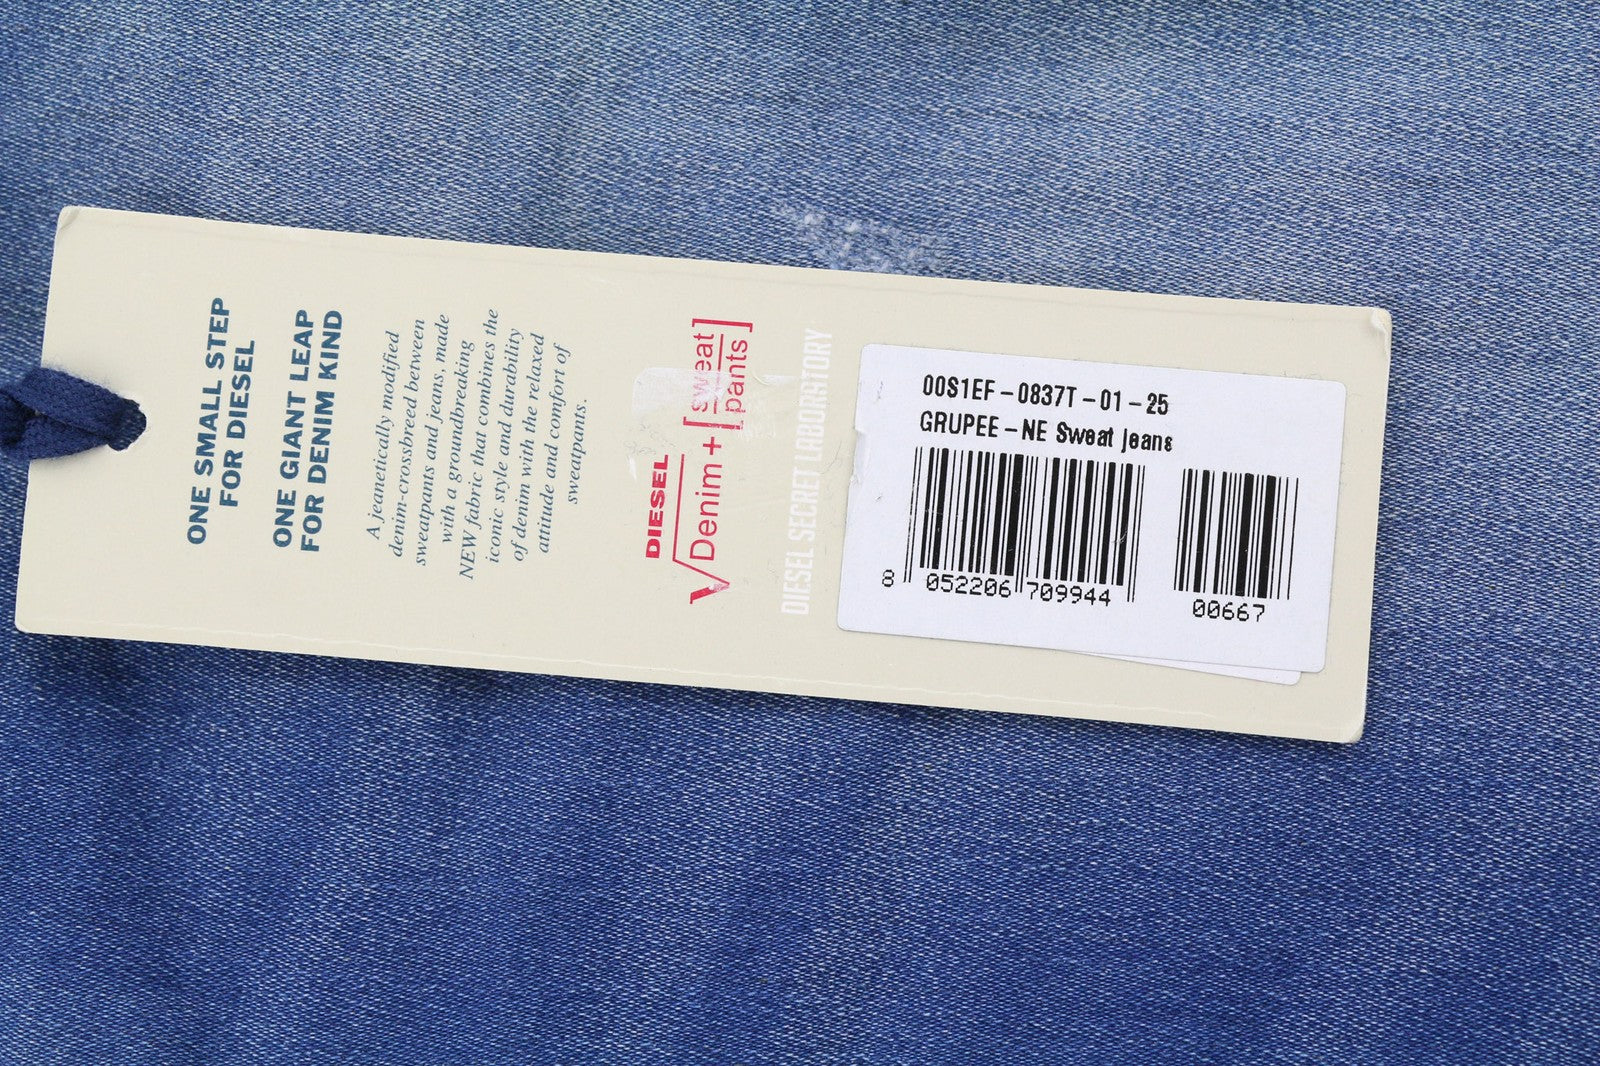 ONE SMALL STEP
FOR DIESEL
ONE GIANT LEAP
FOR DENIM KIND
A jeanetically modified
denim-crossbreed between
sweatpants and jeans, made
with a groundbreaking
NEW fabric that combines the
iconic style and durability
of denim with the relaxed
attitude and comfort of
sweatpants.
DIESEL
√Denim+[sweat
pants]
DIESEL SECRET LABORATORY
00S1EF-0837T-01-25
GRUPEE-NE Sweat jeans
8 052206 709944
00667